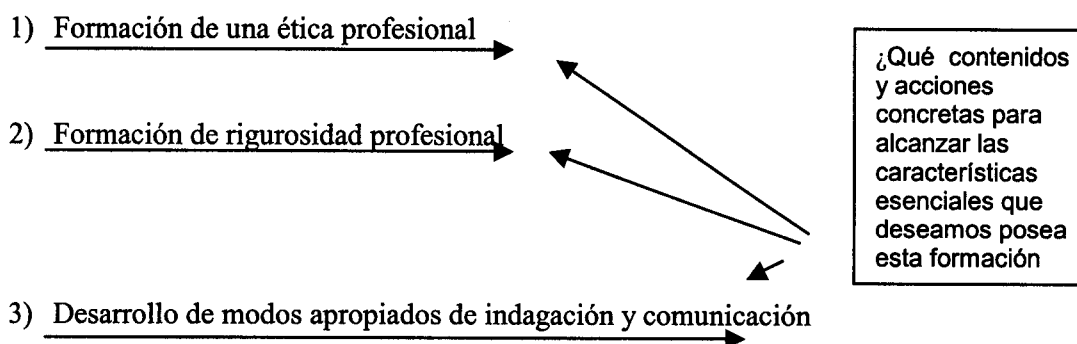 1) Formación de una ética profesional
2) Formación de rigurosidad profesional
3) Desarrollo de modos apropiados de indagación y comunicación
¿Qué contenidos
y acciones
concretas para
alcanzar las
características
esenciales que
deseamos posea
esta formación